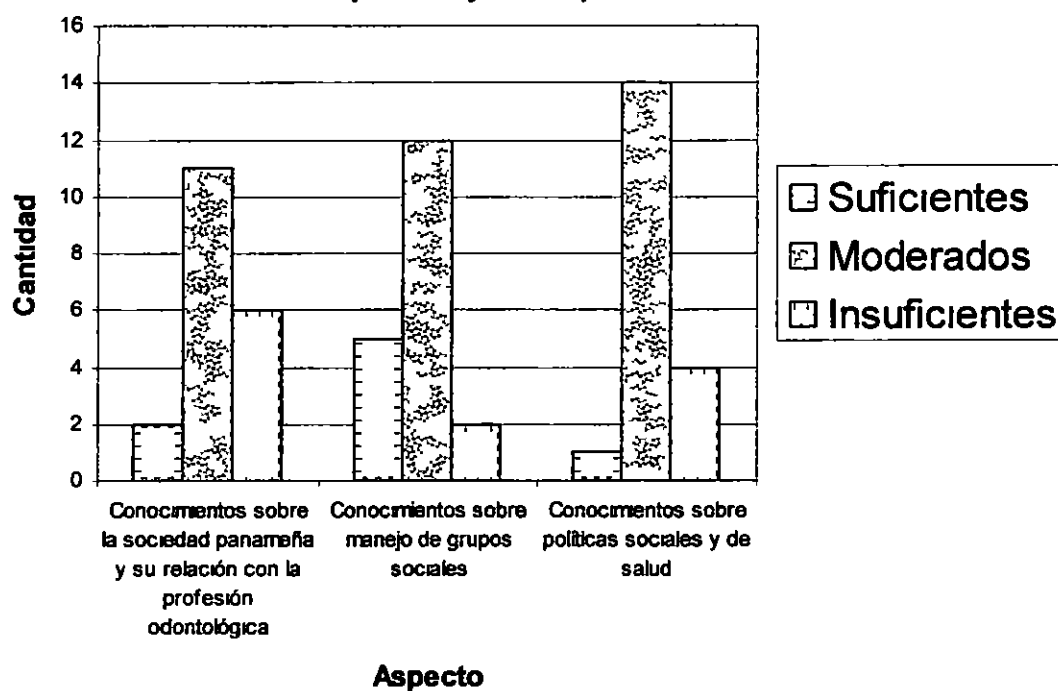 16
14
12
10
8
6
4
2
0
Cantidad
Conocimientos sobre
la sociedad panameña
y su relación con la
profesión
odontológica
Conocimientos sobre
manejo de grupos
sociales
Conocimientos sobre
políticas sociales y de
salud
Aspecto
Suficientes
Moderados
Insuficientes